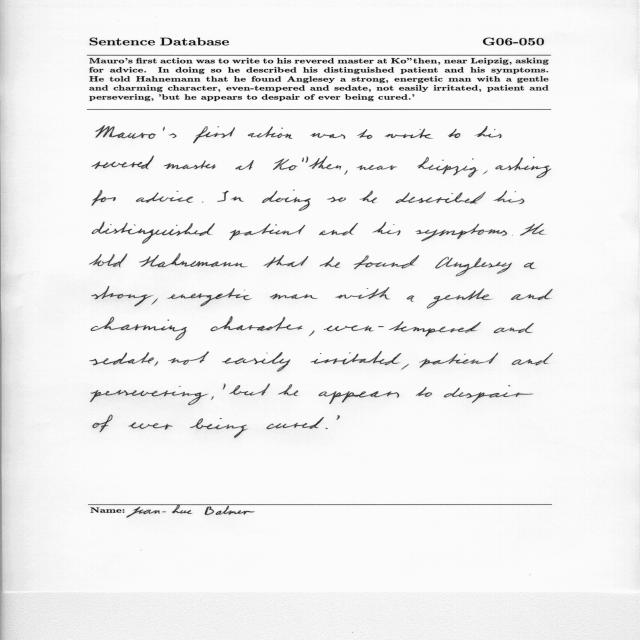 Sentence Database G06-050
Mauro's first action was to write to his revered master at Ko"then, near Leipzig, asking
for advice. In doing so he described his distinguished patient and his symptoms.
He told Hahnemann that he found Anglesey a strong, energetic man with a gentle
and charming character, even-tempered and sedate, not easily irritated, patient and
persevering, 'but he appears to despair of ever being cured.'
Mauro's first action was to write to his
revered master at Ko"then, near Leipzig, asking
for advice. In doing so he described his
distinguished patient and his symptoms. He
told Hahnemann that he found Anglesey a
strong, energetic man with a gentle and
charming character, even-tempered and
sedate, not easily irritated, patient and
persevering, 'but he appears to despair
of ever being cured.'
Name: Jean-Luc Balmer